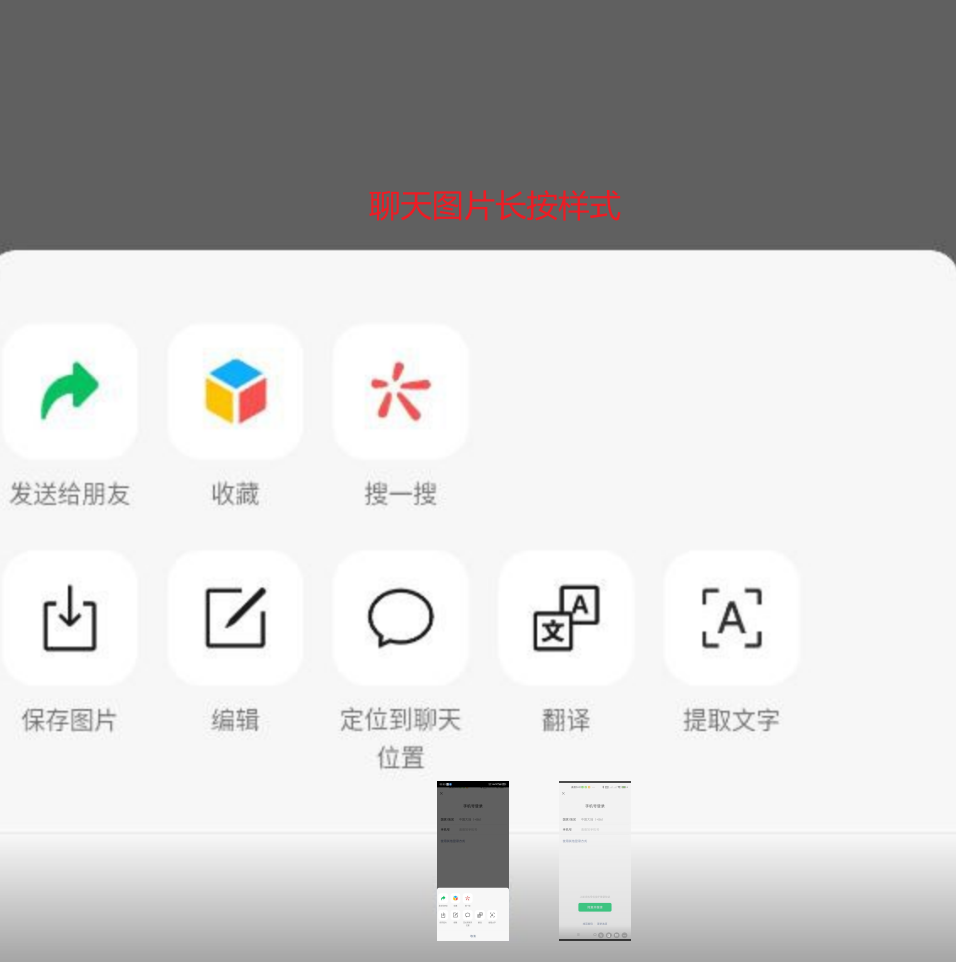 聊天图片长按样式
发送给朋友
收藏
搜一搜
保存图片
编辑
定位到聊天
位置
翻译
提取文字